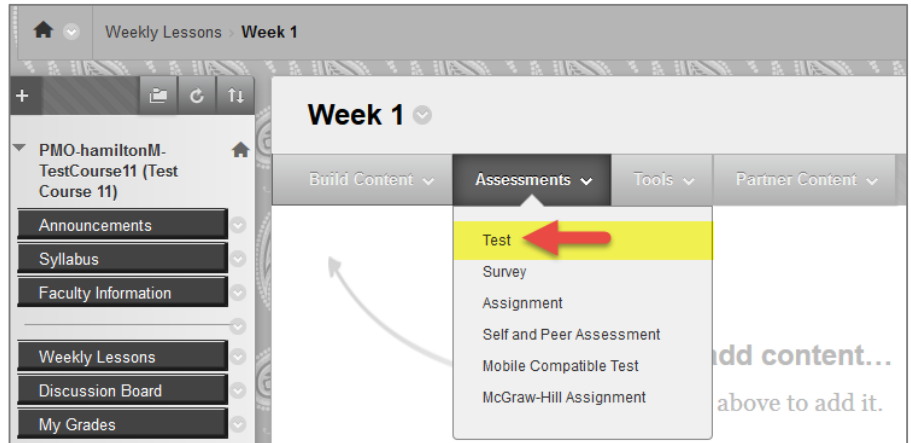 Weekly Lessons › Week 1
PMO-hamiltonM-
TestCourse11 (Test
Course 11)
Announcements
Syllabus
Faculty Information
Weekly Lessons
Discussion Board
My Grades
Week 1
Build Content
Assessments
Tools
Partner Content
Test
Survey
Assignment
Self and Peer Assessment
Mobile Compatible Test
McGraw-Hill Assignment
add content...
above to add it.